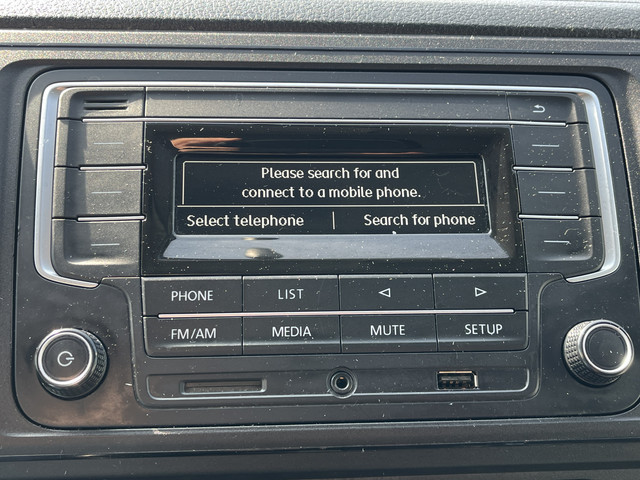 Please search for and
connect to a mobile phone.
Select telephone | Search for phone
PHONE LIST
FM/AM MEDIA MUTE SETUP